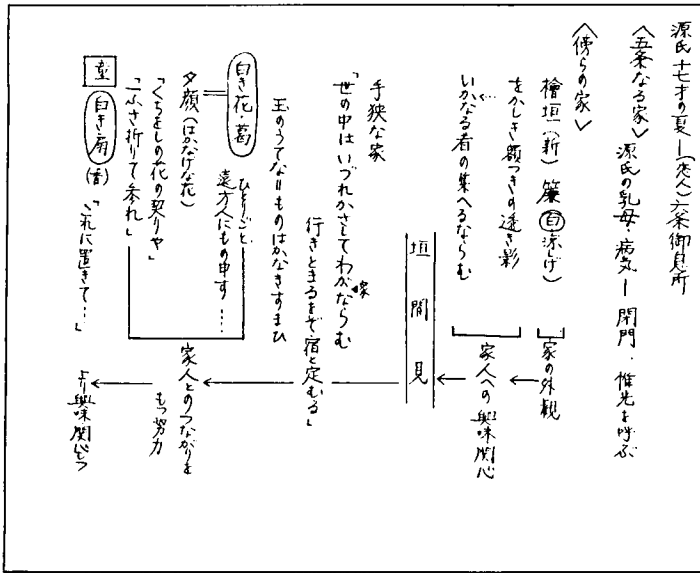 源氏十七才の夏―(恋人)六条御息所
〈五条なる家〉 源氏の乳母・病気― 閉門・惟光を呼ぶ
〈傍らの家〉
檜垣(新) 簾(白)涼しげ)
家の外観
をかしき額つきの透き影
いかなる者の集へるならむ
家人への興味関心
垣間見
手狭な家
「世の中はいづれかさしてわがならむ
行きとまるをぞ宿と定むる」
玉のうてな=ものはかなきすまひ
白き花・葛
ひとりごと
遠方人にもの申す……
夕顔(はかなげな花)
「くちをしの花の契りや」
「一ふさ折りて参れ」
家人とのつながりを
もつ努力
童 白き扇(香)「これに置きて…」
より興味関心もつ